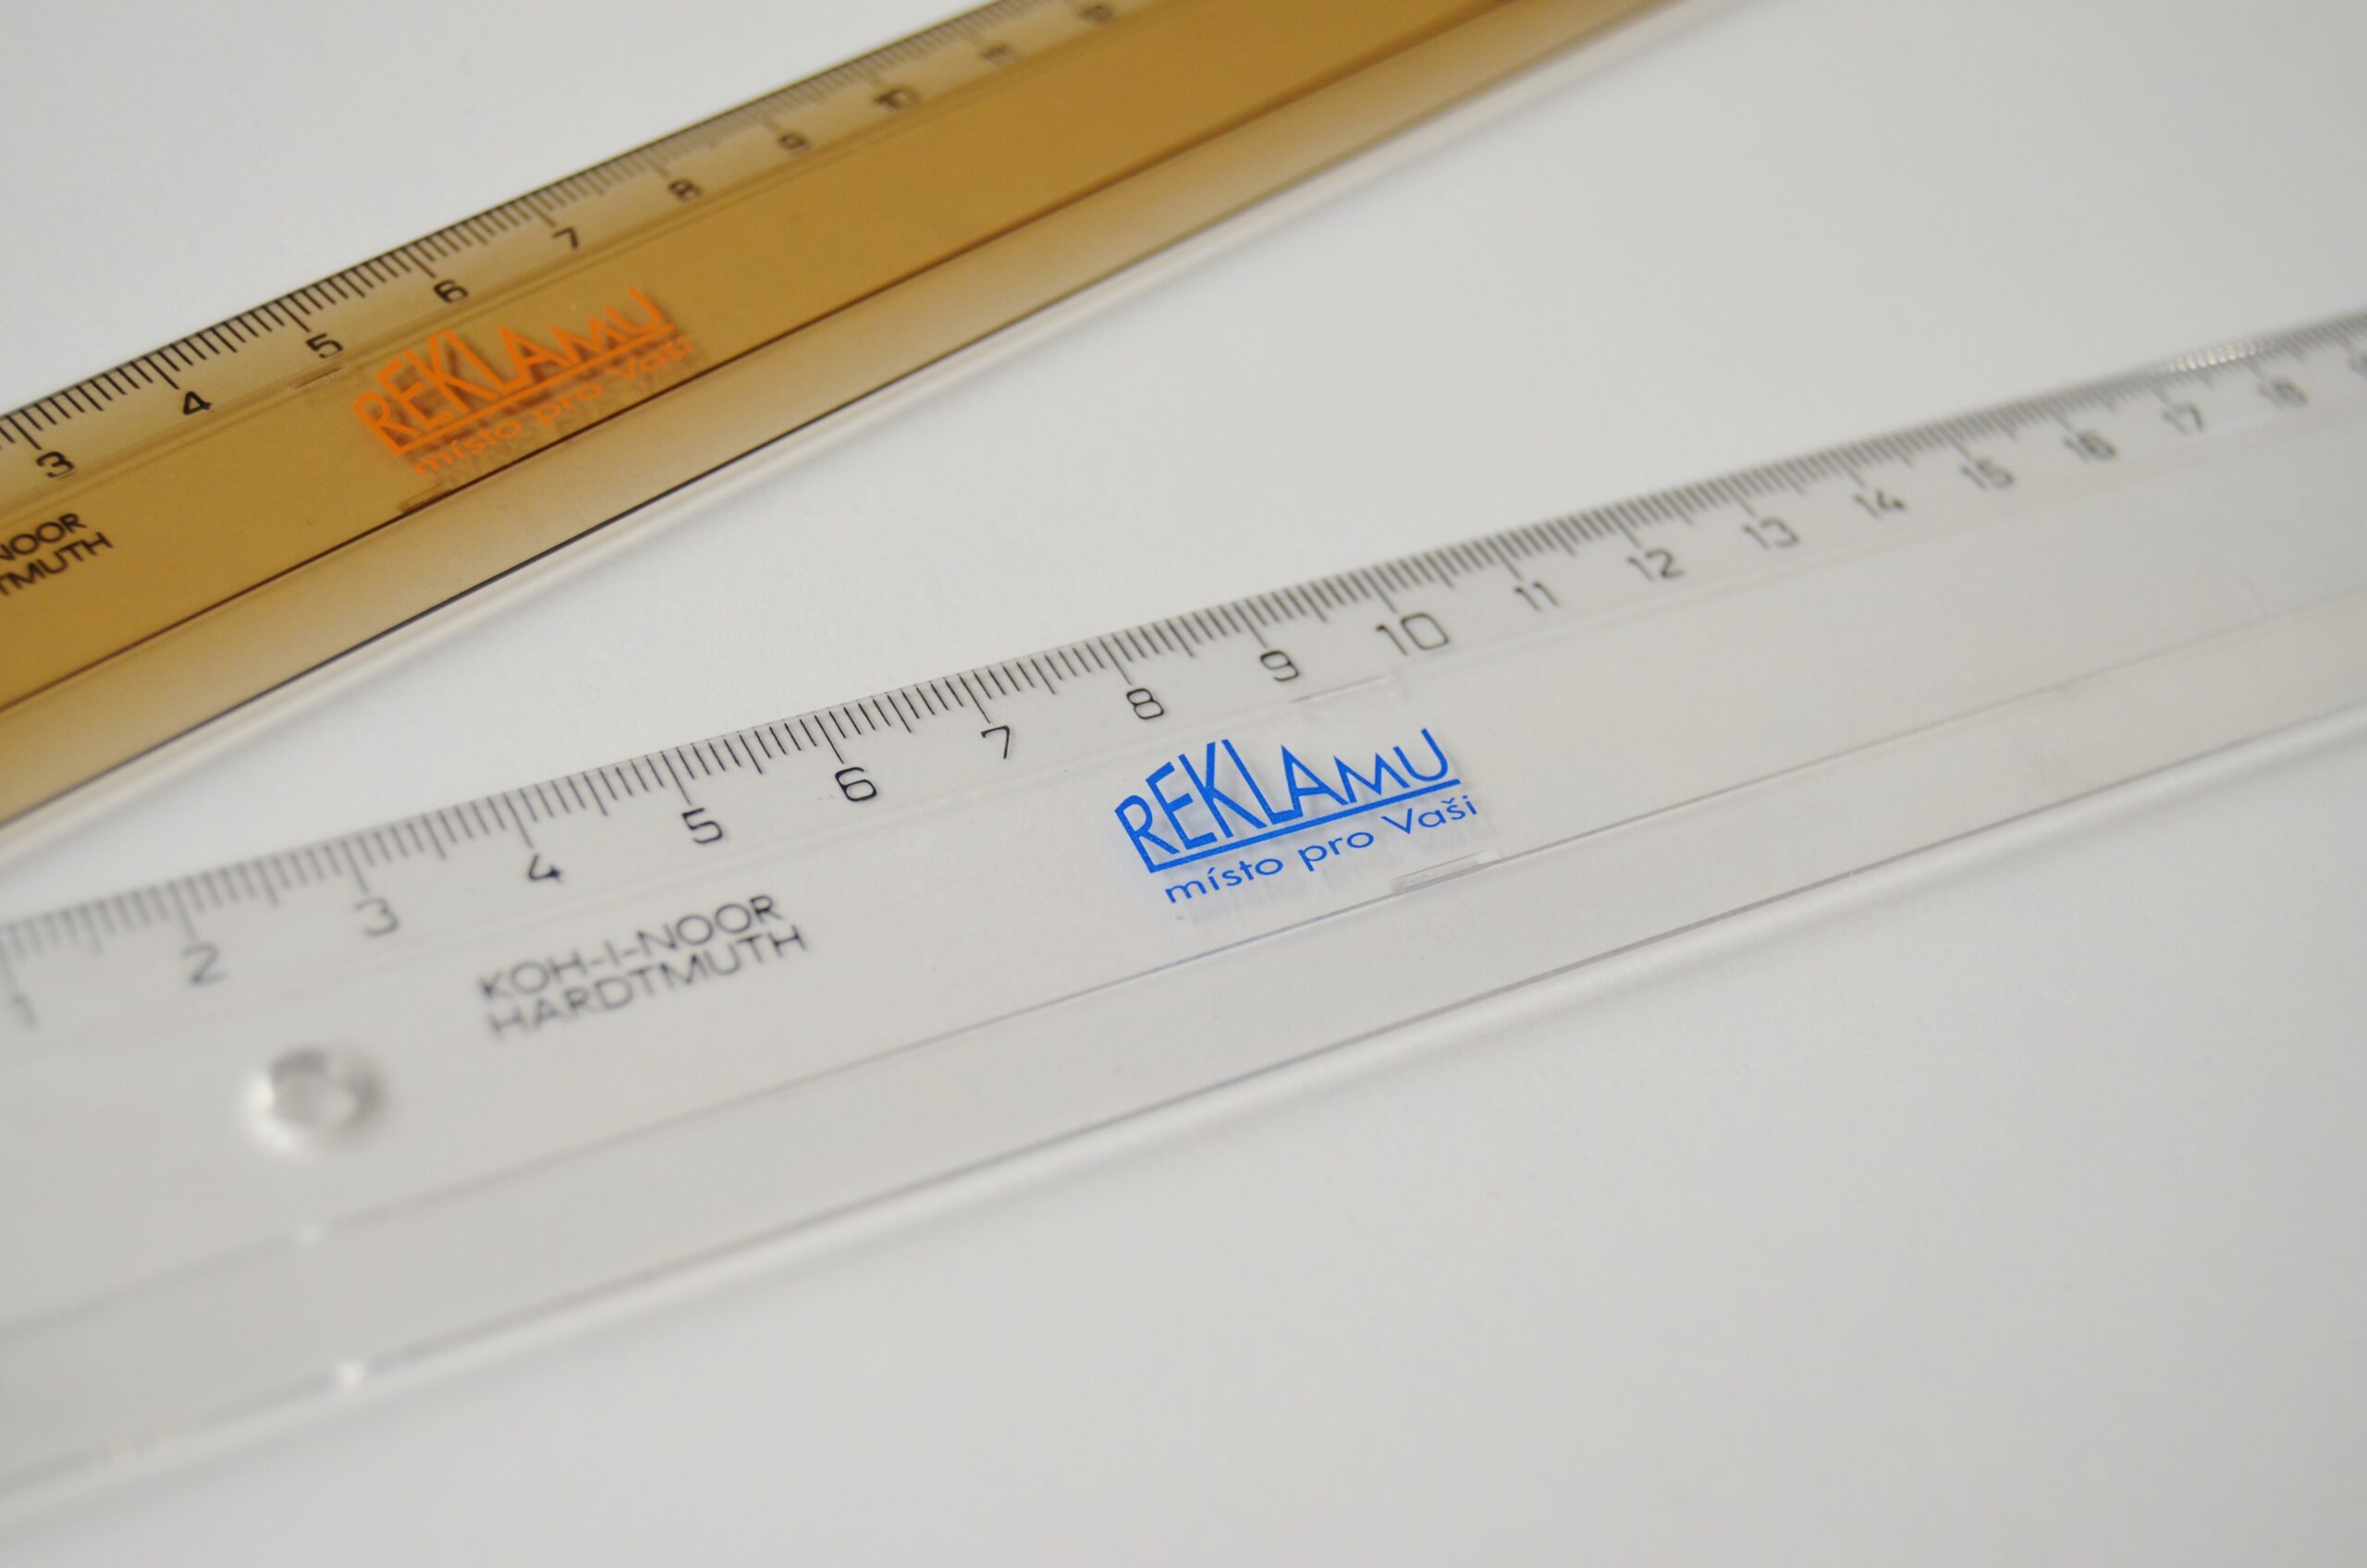 3 4 5 6 7 8 9 10 11
NOOR
TMUTH
REKLAMU
místo pro Vaši
1 2 3 4 5 6 7 8 9 10 11 12 13 14 15 16 17 18
KOH-I-NOOR
HARDTMUTH
REKLAMU
místo pro Vaši